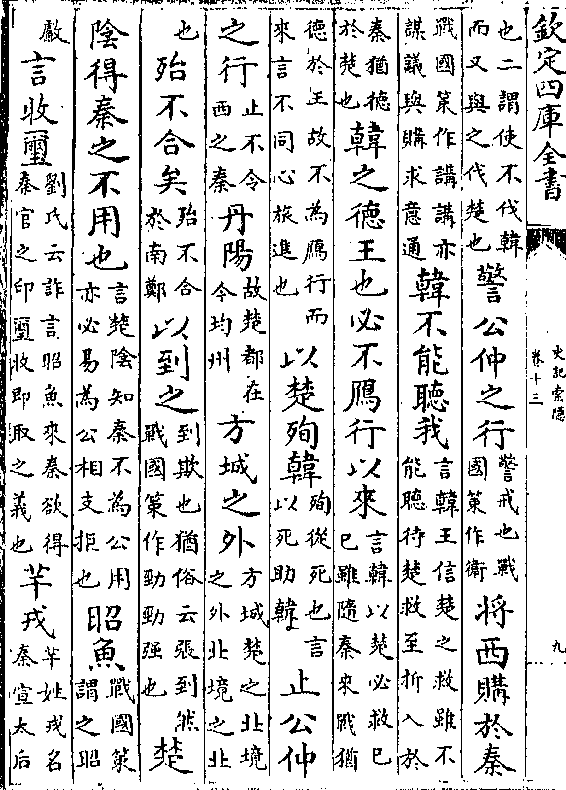 欽定四庫全書
史記索隱
卷十三
九
也二謂使不伐韓而又與之伐楚也警公仲之行警戒也戰國策作衛將西購於秦
戰國策作講講亦謀議與購求意通韓不能聽我言韓王信楚之救雖不能聽待楚救至折入於
秦猶德於楚也韓之德王也必不鴈行以來言韓以楚必救已已雖隨秦來戰猶
德於王故不為鴈行而來言不同心旅進也以楚殉韓殉從死也言以死助韓止公仲
之行止不令西之秦丹陽故楚都在今均州方城之外方城楚之北境之外北境之北
也殆不合矣殆不合於南鄭以到之到欺也猶俗云張到然戰國策作勁勁强也楚
陰得秦之不用也言楚陰知秦不為公用亦必易為公相支拒也昭魚戰國策謂之昭
言收璽劉氏云詐言昭魚來秦欲得秦官之印璽收即取之義也芈戎芈姓戎名秦宣太后